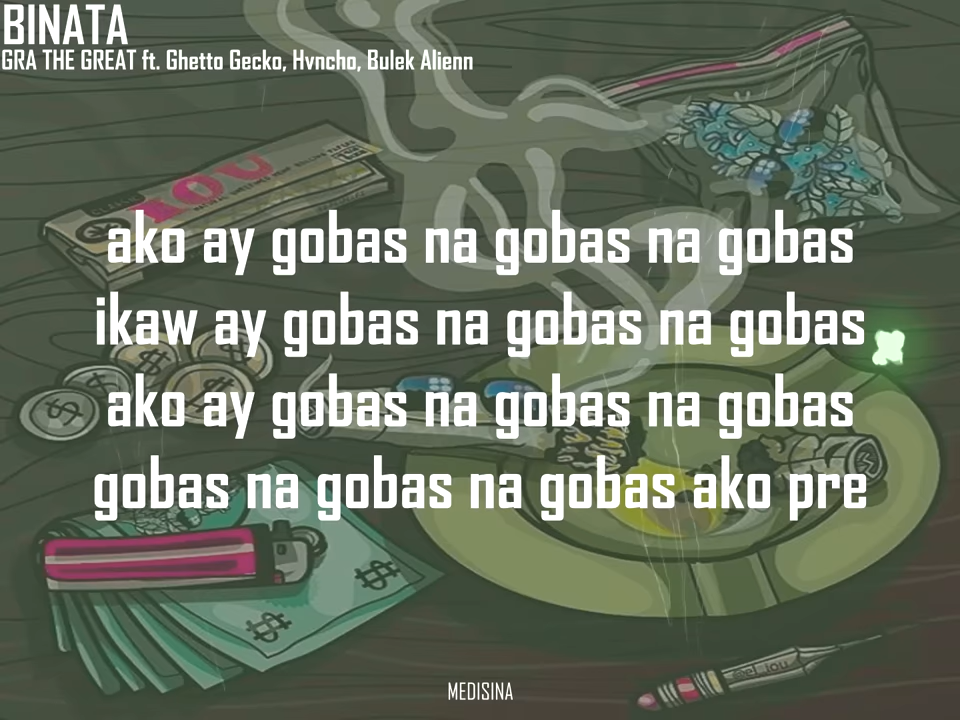 BINATA
GRA THE GREAT ft. Ghetto Gecko, Hvncho, Bulek Alienn
IOU
ako ay gobas na gobas na gobas
ikaw ay gobas na gobas na gobas
ako ay gobas na gobas na gobas
gobas na gobas na gobas ako pre
MEDISINA